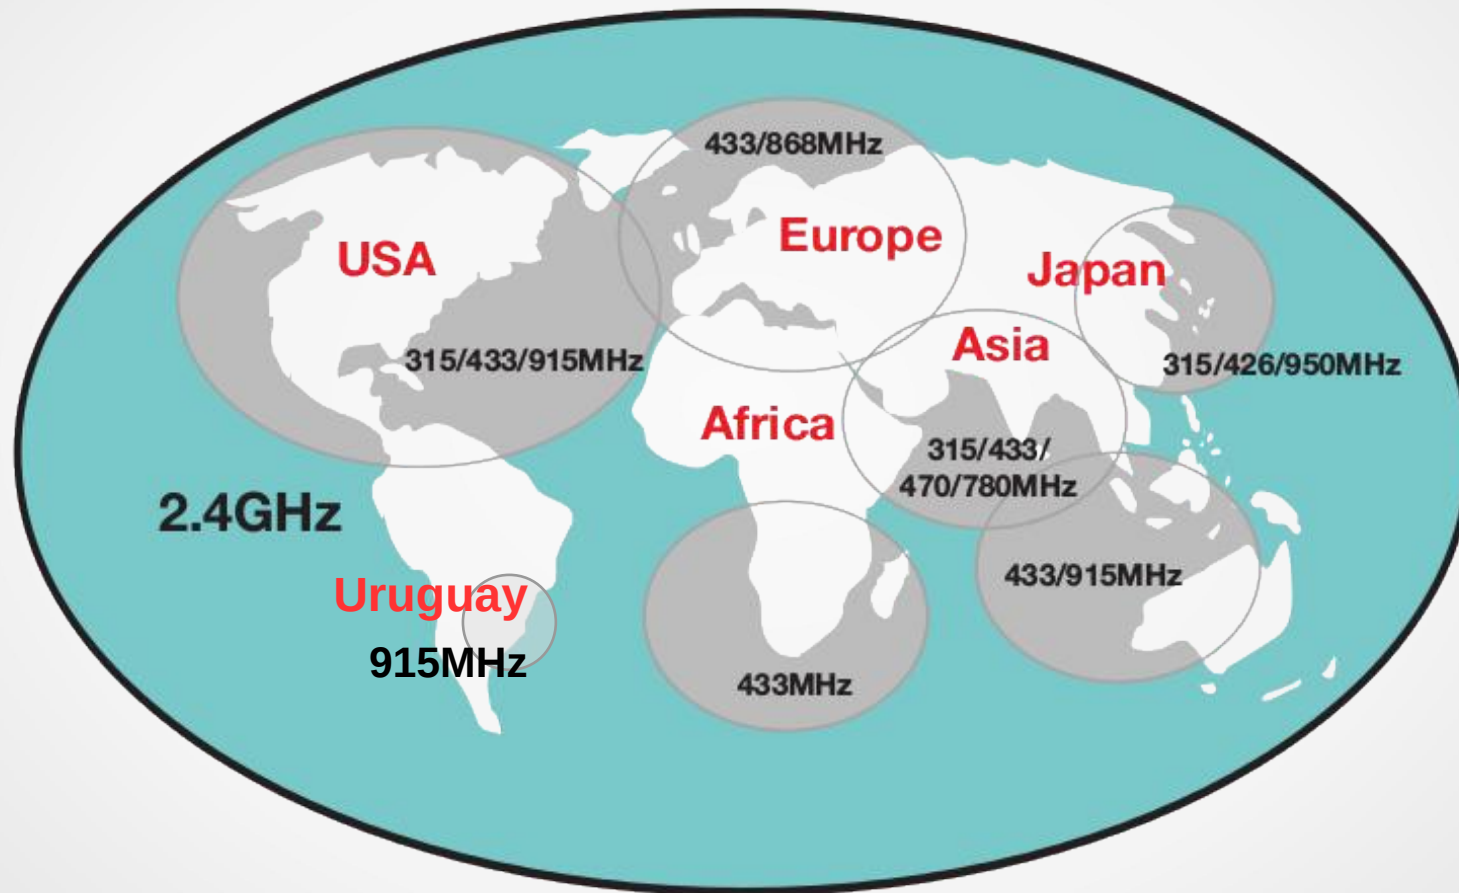 433/868MHz
Europe
USA
Japan
315/433/915MHz
Asia
315/426/950MHz
Africa
315/433/
470/780MHz
2.4GHz
433/915MHz
Uruguay
915MHz
433MHz